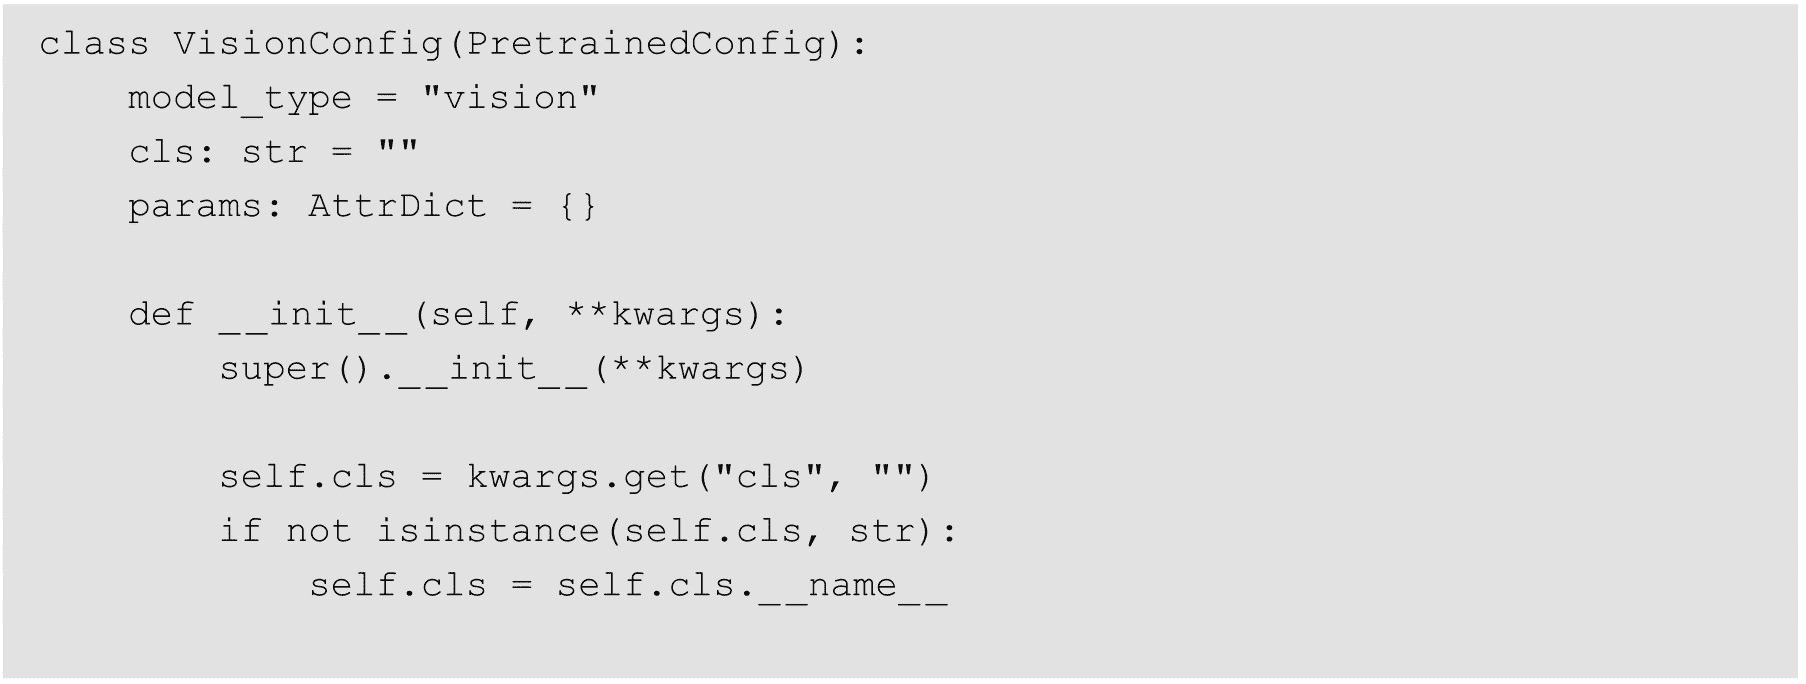 class VisionConfig(PretrainedConfig):
    model_type = "vision"
    cls: str = ""
    params: AttrDict = {}

    def __init__(self, **kwargs):
        super().__init__(**kwargs)

        self.cls = kwargs.get("cls", "")
        if not isinstance(self.cls, str):
            self.cls = self.cls.__name__